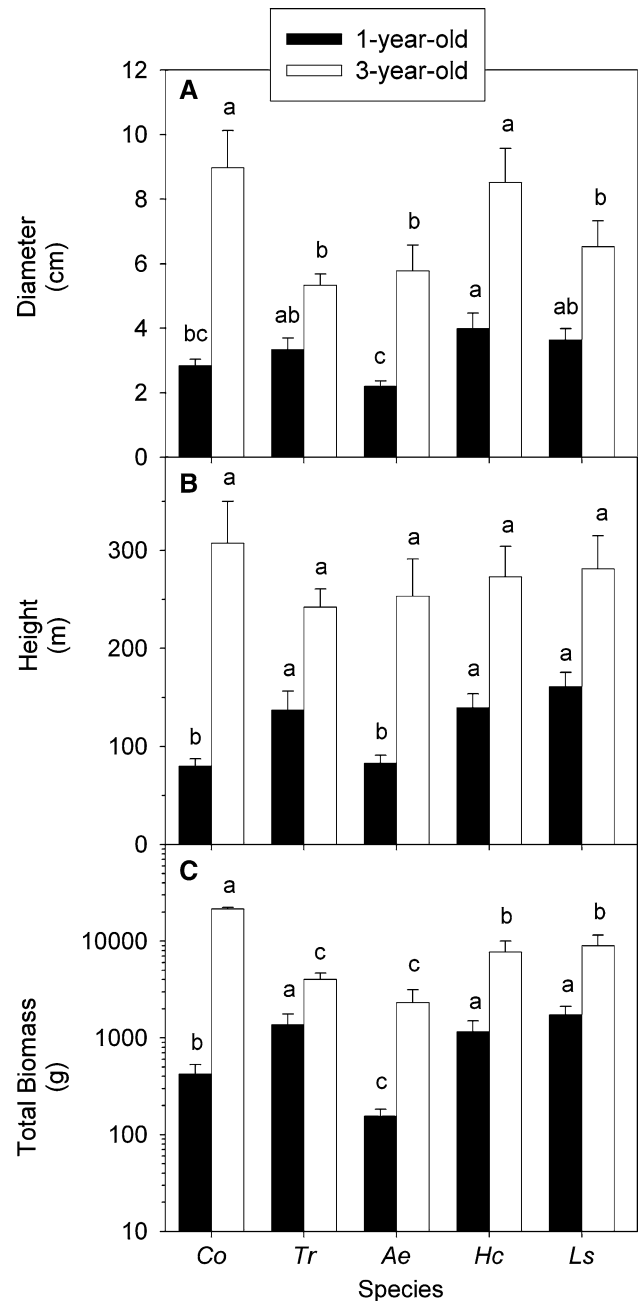 1-year-old
3-year-old
A
12
10
8
6
4
2
0
Diameter
(cm)
bc
a
ab
b
c
b
a
a
ab
b
B
300
200
100
0
Height
(m)
b
a
a
a
b
a
a
a
a
a
C
10000
1000
100
10
Total Biomass
(g)
b
a
a
c
c
c
a
b
a
b
Co Tr Ae Hc Ls
Species